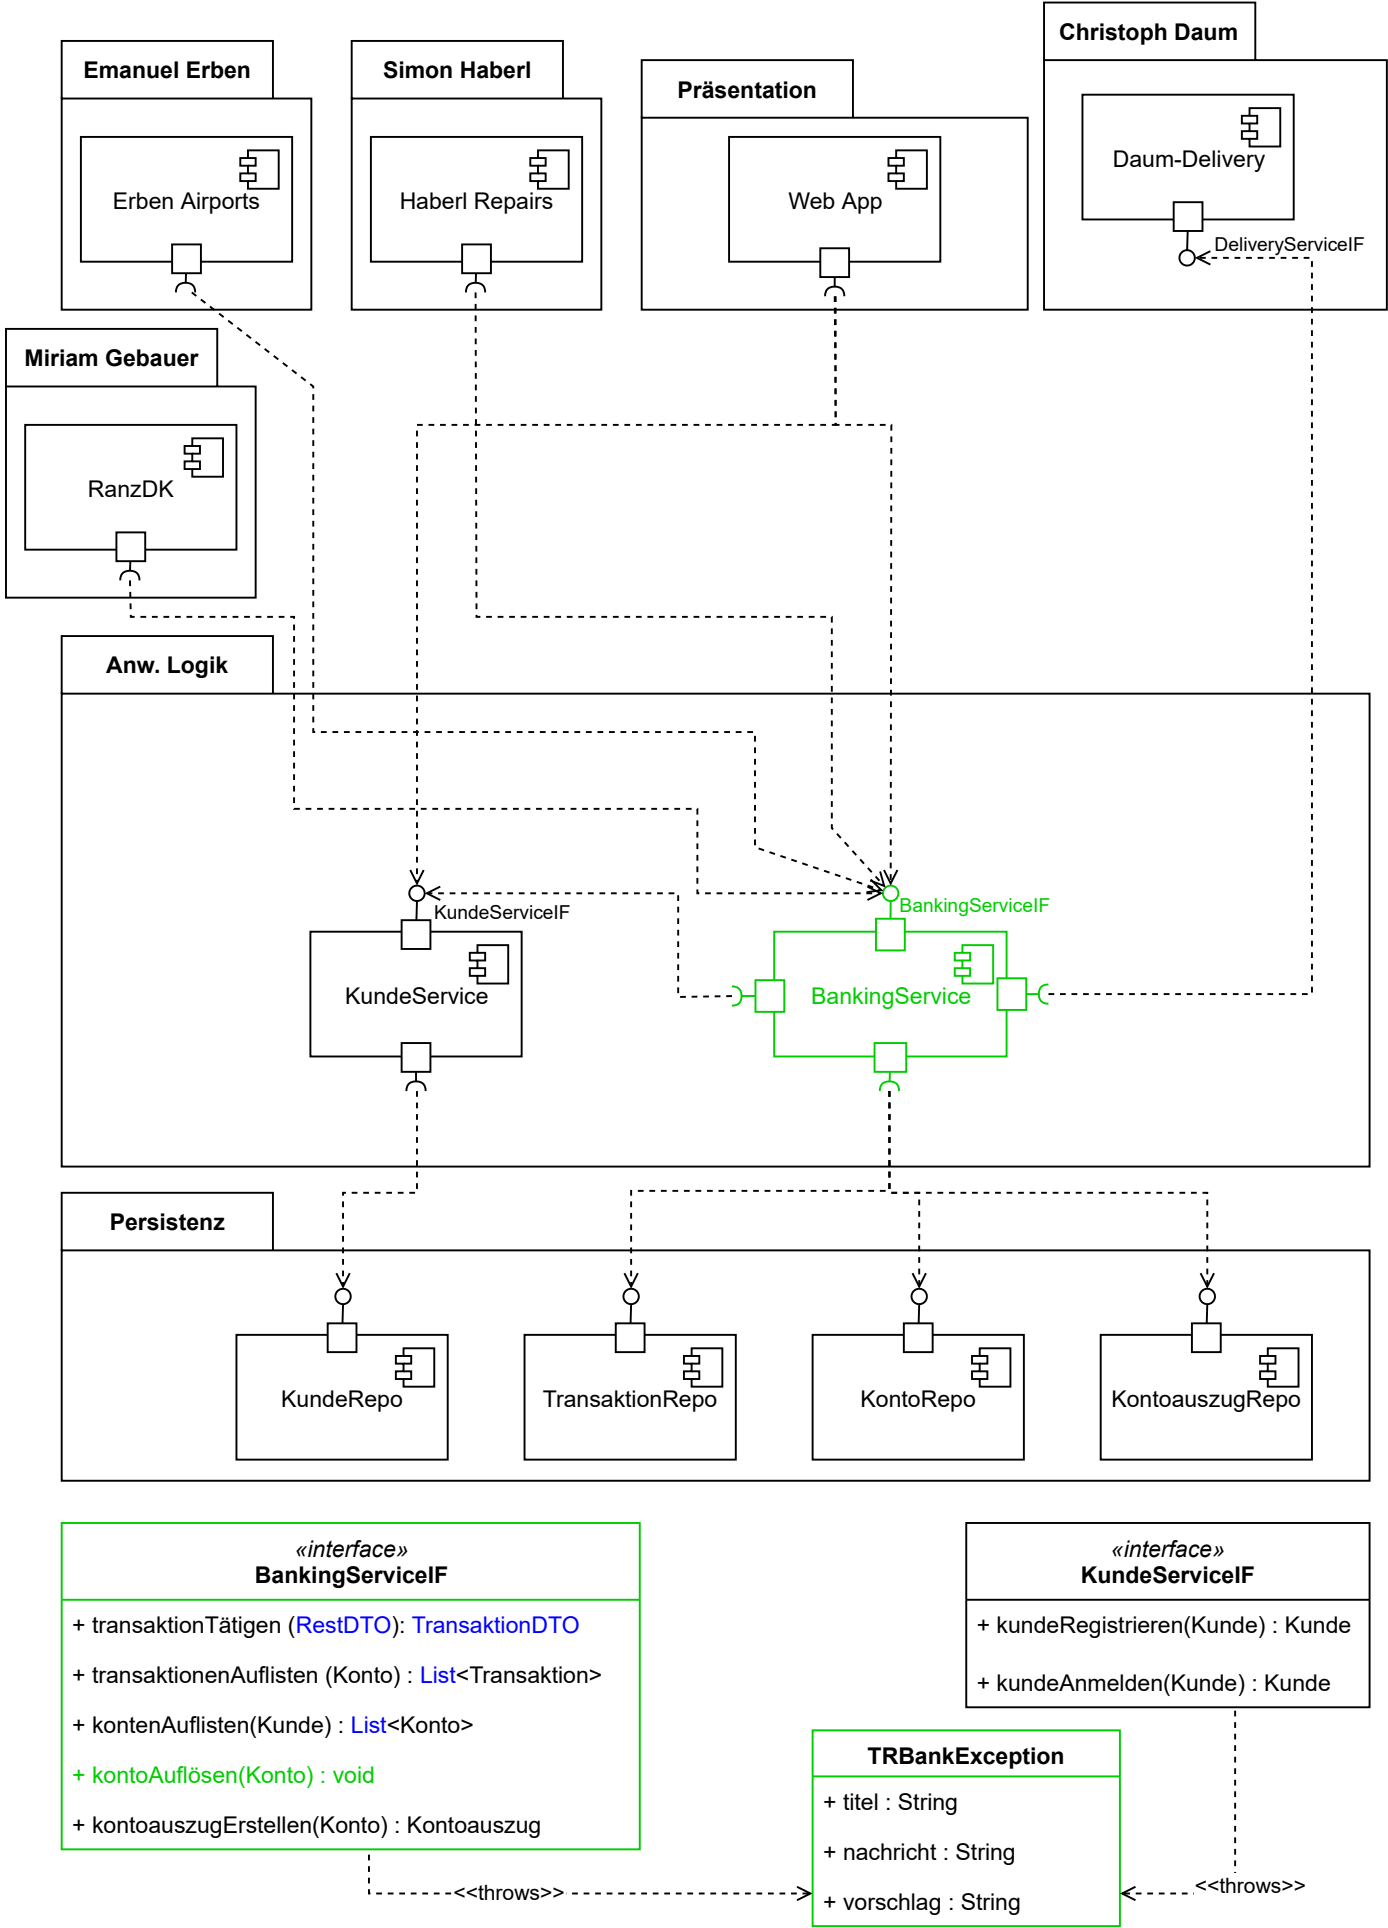 Christoph Daum
Emanuel Erben
Simon Haberl
Präsentation
Daum-Delivery
Erben Airports
Haberl Repairs
Web App
DeliveryServiceIF
Miriam Gebauer
RanzDK
Anw. Logik
KundeServiceIF
BankingServiceIF
KundeService
BankingService
Persistenz
KundeRepo
TransaktionRepo
KontoRepo
KontoauszugRepo
«interface»
BankingServiceIF
+ transaktionTätigen (RestDTO): TransaktionDTO
+ transaktionenAuflisten (Konto) : List<Transaktion>
+ kontenAuflisten(Kunde) : List<Konto>
+ kontoAuflösen(Konto) : void
+ kontoauszugErstellen(Konto) : Kontoauszug
«interface»
KundeServiceIF
+ kundeRegistrieren(Kunde) : Kunde
+ kundeAnmelden(Kunde) : Kunde
TRBankException
+ titel : String
+ nachricht : String
+ vorschlag : String
<<throws>>
<<throws>>